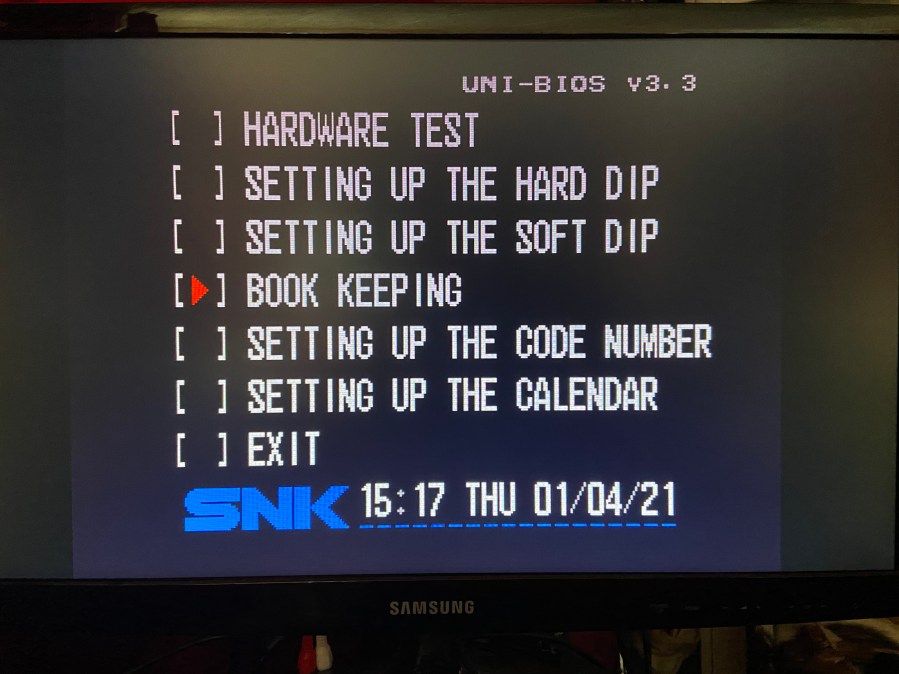 UNI-BIOS v3.3
[ ] HARDWARE TEST
[ ] SETTING UP THE HARD DIP
[ ] SETTING UP THE SOFT DIP
[▶] BOOK KEEPING
[ ] SETTING UP THE CODE NUMBER
[ ] SETTING UP THE CALENDAR
[ ] EXIT
SNK 15:17 THU 01/04/21
SAMSUNG